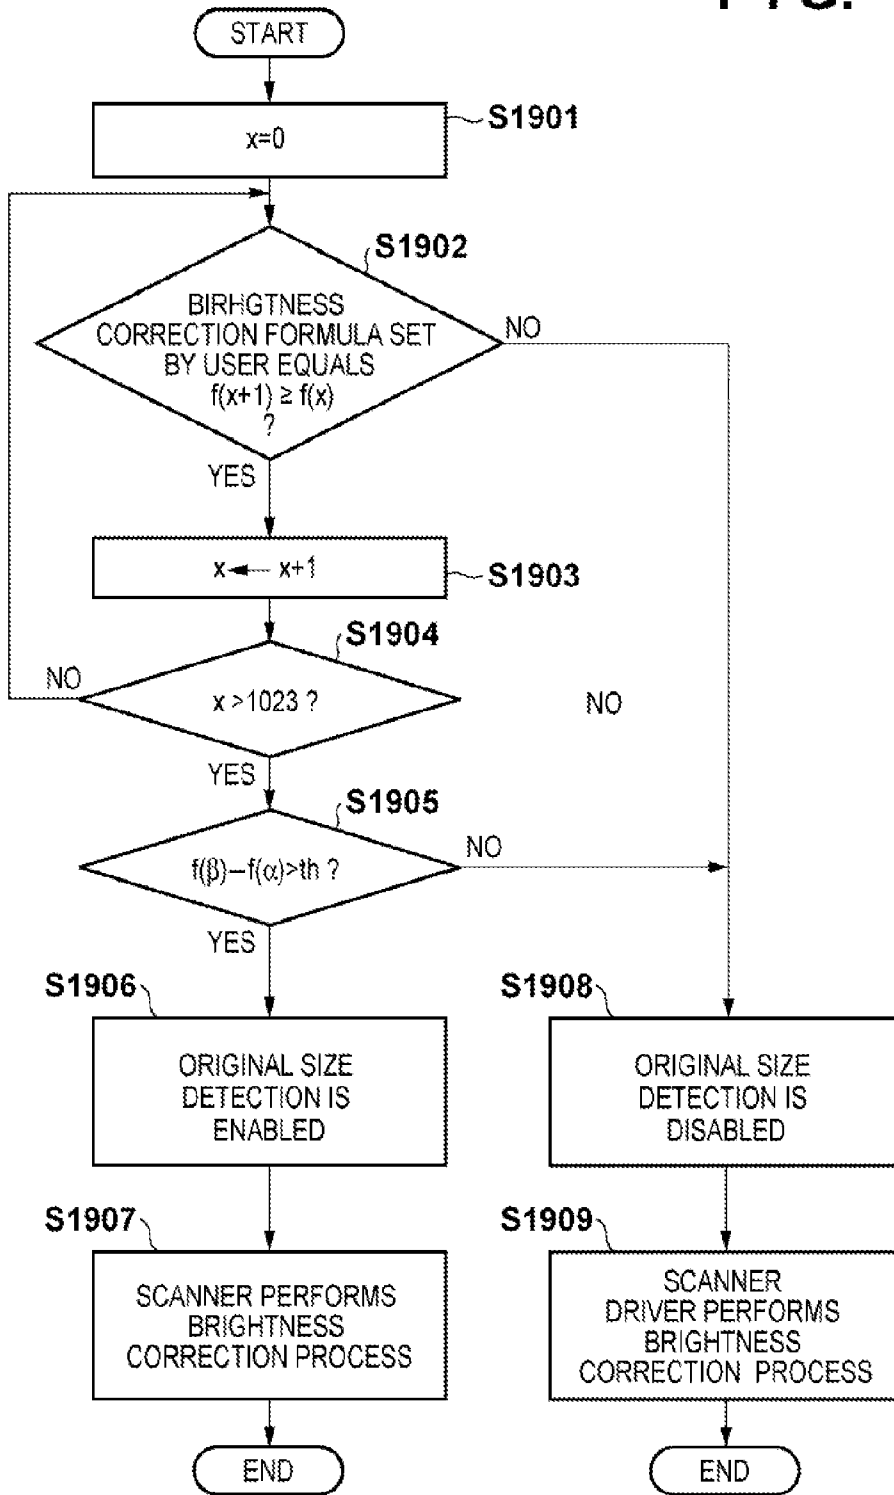 START
x=0
S1901
S1902
BIRHGTNESS
CORRECTION FORMULA SET
BY USER EQUALS
f(x+1) ≥ f(x)
?
NO
YES
x← x+1
S1903
S1904
NO
x >1023 ?
NO
YES
S1905
f(β)−f(α)>th ?
NO
YES
S1906
ORIGINAL SIZE
DETECTION IS
ENABLED
S1908
ORIGINAL SIZE
DETECTION IS
DISABLED
S1907
SCANNER PERFORMS
BRIGHTNESS
CORRECTION PROCESS
S1909
SCANNER
DRIVER PERFORMS
BRIGHTNESS
CORRECTION PROCESS
END
END